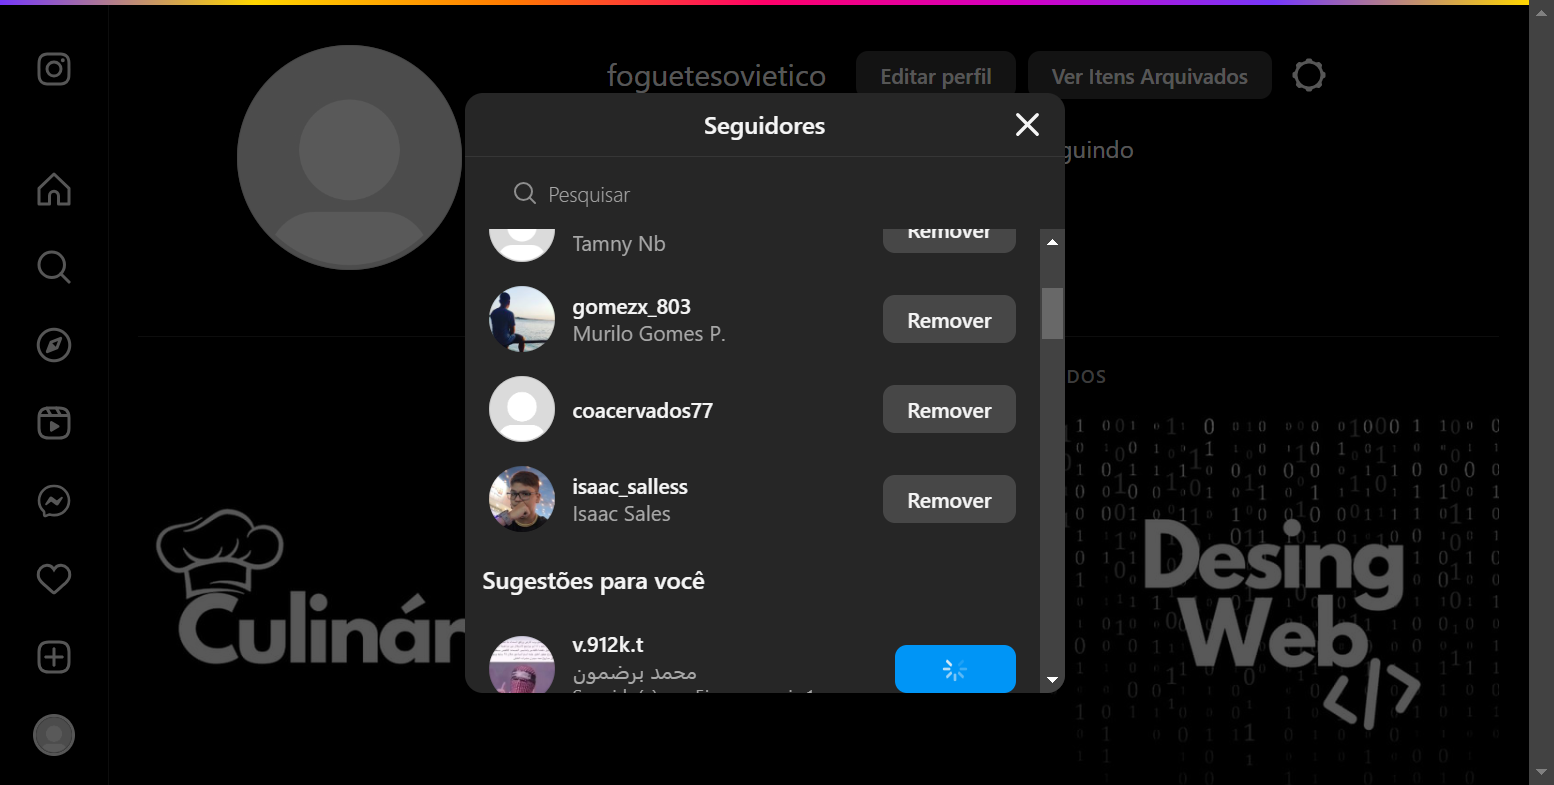 foguetesovietico
Editar perfil
Ver Itens Arquivados
Seguidores
guindo
Pesquisar
Remover
Tamny Nb
gomezx_803
Murilo Gomes P.
Remover
DOS
coacervados77
Remover
isaac_salless
Isaac Sales
Remover
Culinár
Desing
Web
</>
Sugestões para você
v.912k.t
محمد برضمون